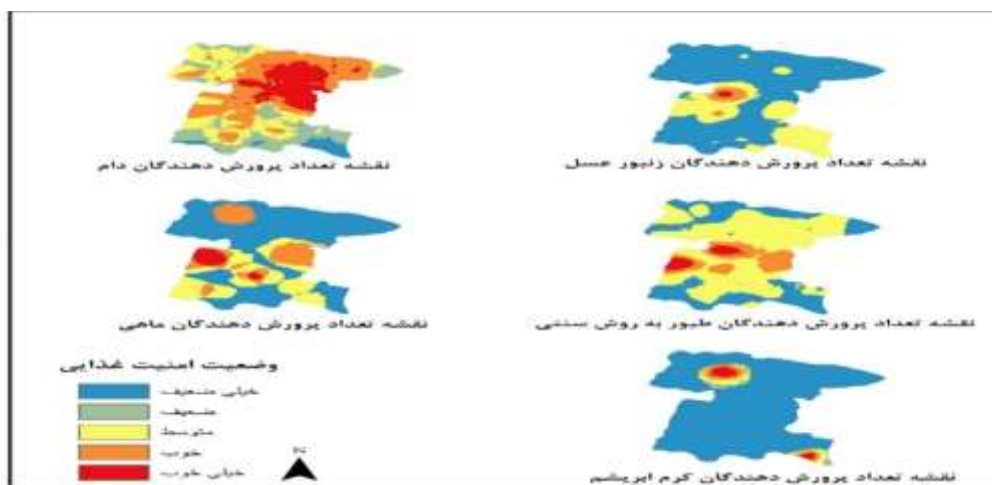 نقشه تعداد پرورش دهندگان زنبور عسل
نقشه تعداد پرورش دهندگان دام
نقشه تعداد پرورش دهندگان طیور به روش سنتی
نقشه تعداد پرورش دهندگان ماهی
وضعیت امنیت غذایی
خیلی ضعیف
ضعیف
متوسط
خوب
خیلی خوب
N
نقشه تعداد پرورش دهندگان کرم ابریشم